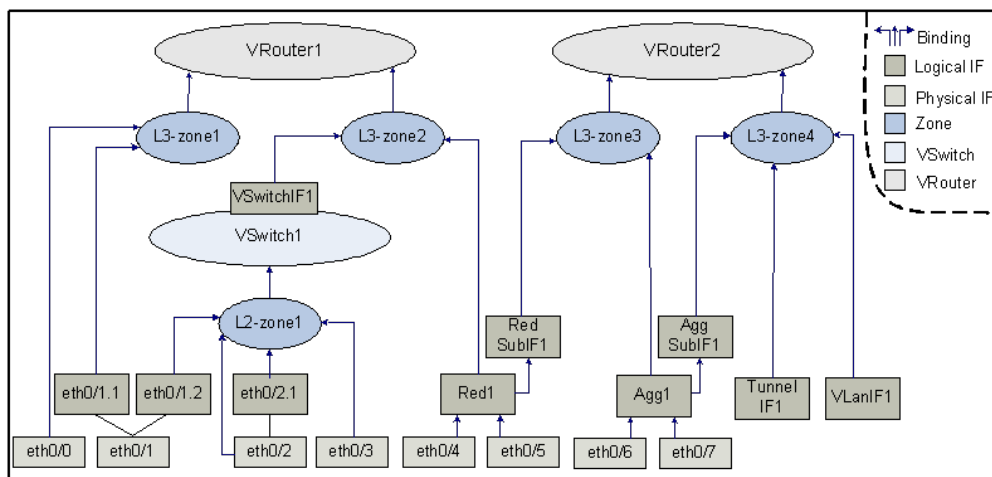 VRouter1
VRouter2
Binding
Logical IF
Physical IF
Zone
VSwitch
VRouter
L3-zone1
L3-zone2
L3-zone3
L3-zone4
VSwitchIF1
VSwitch1
L2-zone1
Red
SubIF1
Agg
SubIF1
eth0/1.1
eth0/1.2
eth0/2.1
Red1
Agg1
Tunnel
IF1
VLanIF1
eth0/0
eth0/1
eth0/2
eth0/3
eth0/4
eth0/5
eth0/6
eth0/7